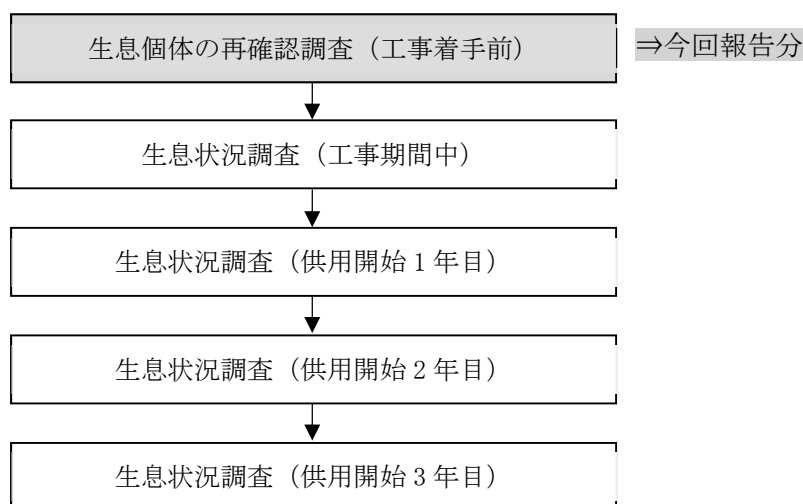 生息個体の再確認調査（工事着手前）
⇒今回報告分
生息状況調査（工事期間中）
生息状況調査（供用開始1年目）
生息状況調査（供用開始2年目）
生息状況調査（供用開始3年目）